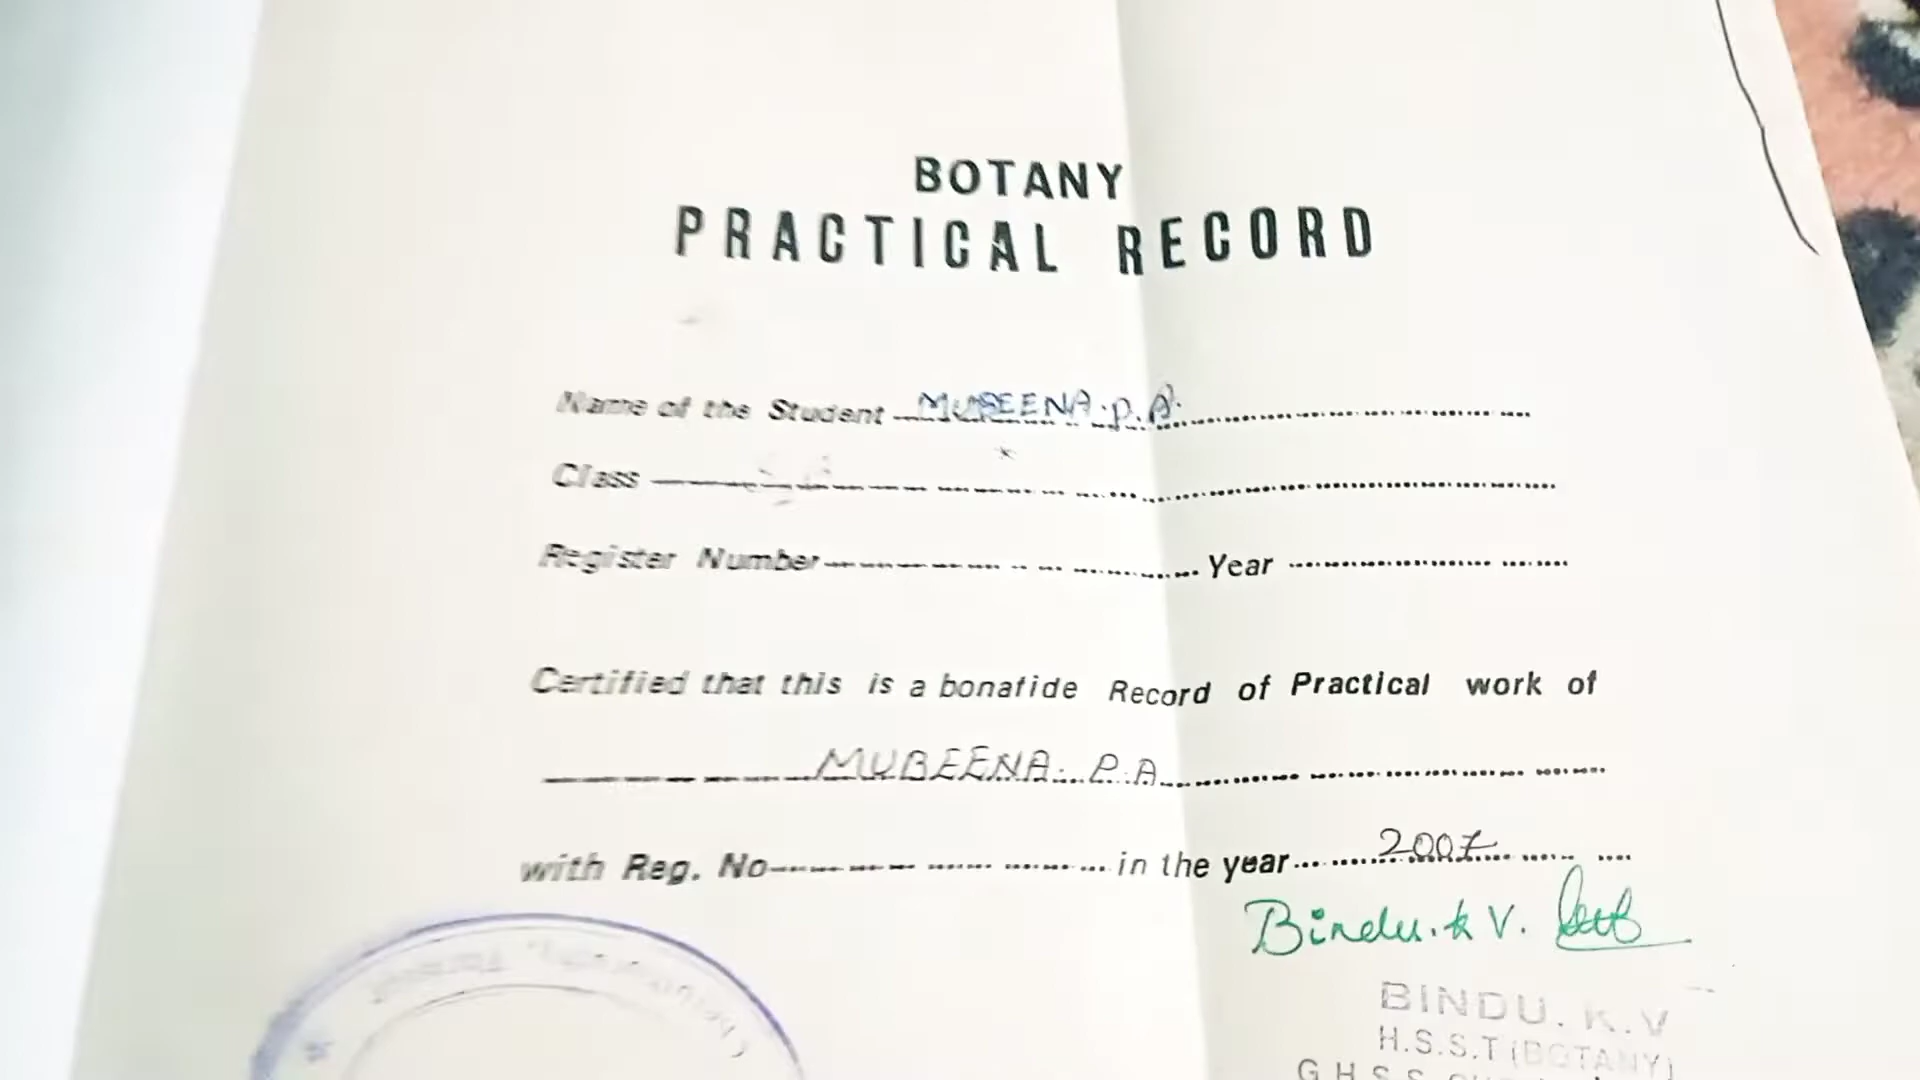 BOTANY
PRACTICAL RECORD
Name of the Student MUBEENA.P.A.
Class
Register Number Year
Certified that this is a bonafide Record of Practical work of
MUBEENA. P.A
with Reg. No in the year 2007
Bindu.k V.
BINDU. K.V
H.S.S.T (BOTANY)
G.H.S.S.